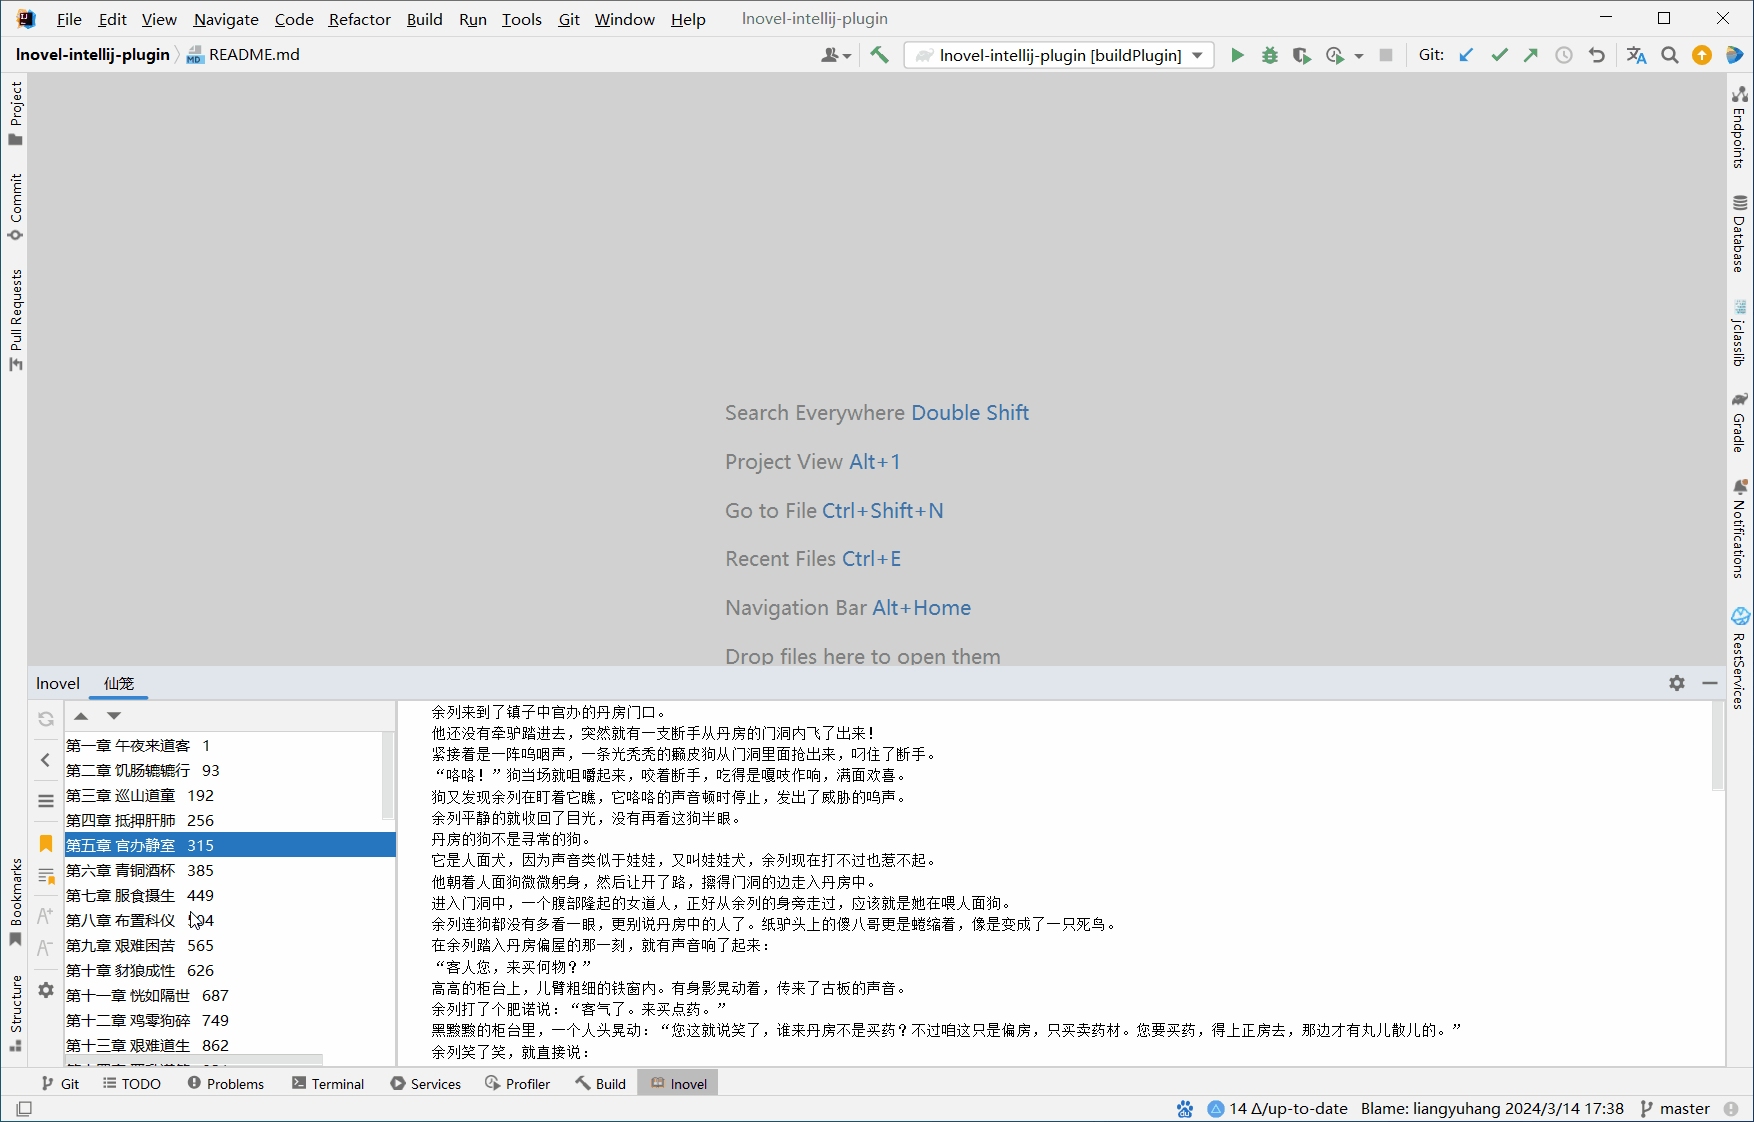 File Edit View Navigate Code Refactor Build Run Tools Git Window Help lnovel-intellij-plugin
lnovel-intellij-plugin README.md lnovel-intellij-plugin [buildPlugin] Git:
Project
Commit
Pull Requests
Bookmarks
Structure
Endpoints
Database
jclasslib
Gradle
Notifications
RestServices
Search Everywhere Double Shift
Project View Alt+1
Go to File Ctrl+Shift+N
Recent Files Ctrl+E
Navigation Bar Alt+Home
Drop files here to open them
lnovel 仙笼
第一章 午夜来道客 1
第二章 饥肠辘辘行 93
第三章 巡山道童 192
第四章 抵押肝肺 256
第五章 官办静室 315
第六章 青铜酒杯 385
第七章 服食摄生 449
第八章 布置科仪
第九章 艰难困苦 565
第十章 豺狼成性 626
第十一章 恍如隔世 687
第十二章 鸡零狗碎 749
第十三章 艰难道生 862
余列来到了镇子中官办的丹房门口。
他还没有牵驴踏进去，突然就有一支断手从丹房的门洞内飞了出来！
紧接着是一阵呜咽声，一条光秃秃的癞皮狗从门洞里面抢出来，叼住了断手。
“咯咯！”狗当场就咀嚼起来，咬着断手，吃得是嘎吱作响，满面欢喜。
狗又发现余列在盯着它瞧，它咯咯的声音顿时停止，发出了威胁的呜声。
余列平静的就收回了目光，没有再看这狗半眼。
丹房的狗不是寻常的狗。
它是人面犬，因为声音类似于娃娃，又叫娃娃犬，余列现在打不过也惹不起。
他朝着人面狗微微躬身，然后让开了路，擦得门洞的边走入丹房中。
进入门洞中，一个腹部隆起的女道人，正好从余列的身旁走过，应该就是她在喂人面狗。
余列连狗都没有多看一眼，更别说丹房中的人了。纸驴头上的傻八哥更是蜷缩着，像是变成了一只死鸟。
在余列踏入丹房偏屋的那一刻，就有声音响了起来：
“客人您，来买何物？”
高高的柜台上，儿臂粗细的铁窗内。有身影晃动着，传来了古板的声音。
余列打了个肥诺说：“客气了。来买点药。”
黑黢黢的柜台里，一个人头晃动：“您这就说笑了，谁来丹房不是买药？不过咱这只是偏房，只买卖药材。您要买药，得上正房去，那边才有丸儿散儿的。”
余列笑了笑，就直接说：
Git TODO Problems Terminal Services Profiler Build lnovel
14 Δ/up-to-date Blame: liangyuhang 2024/3/14 17:38 master